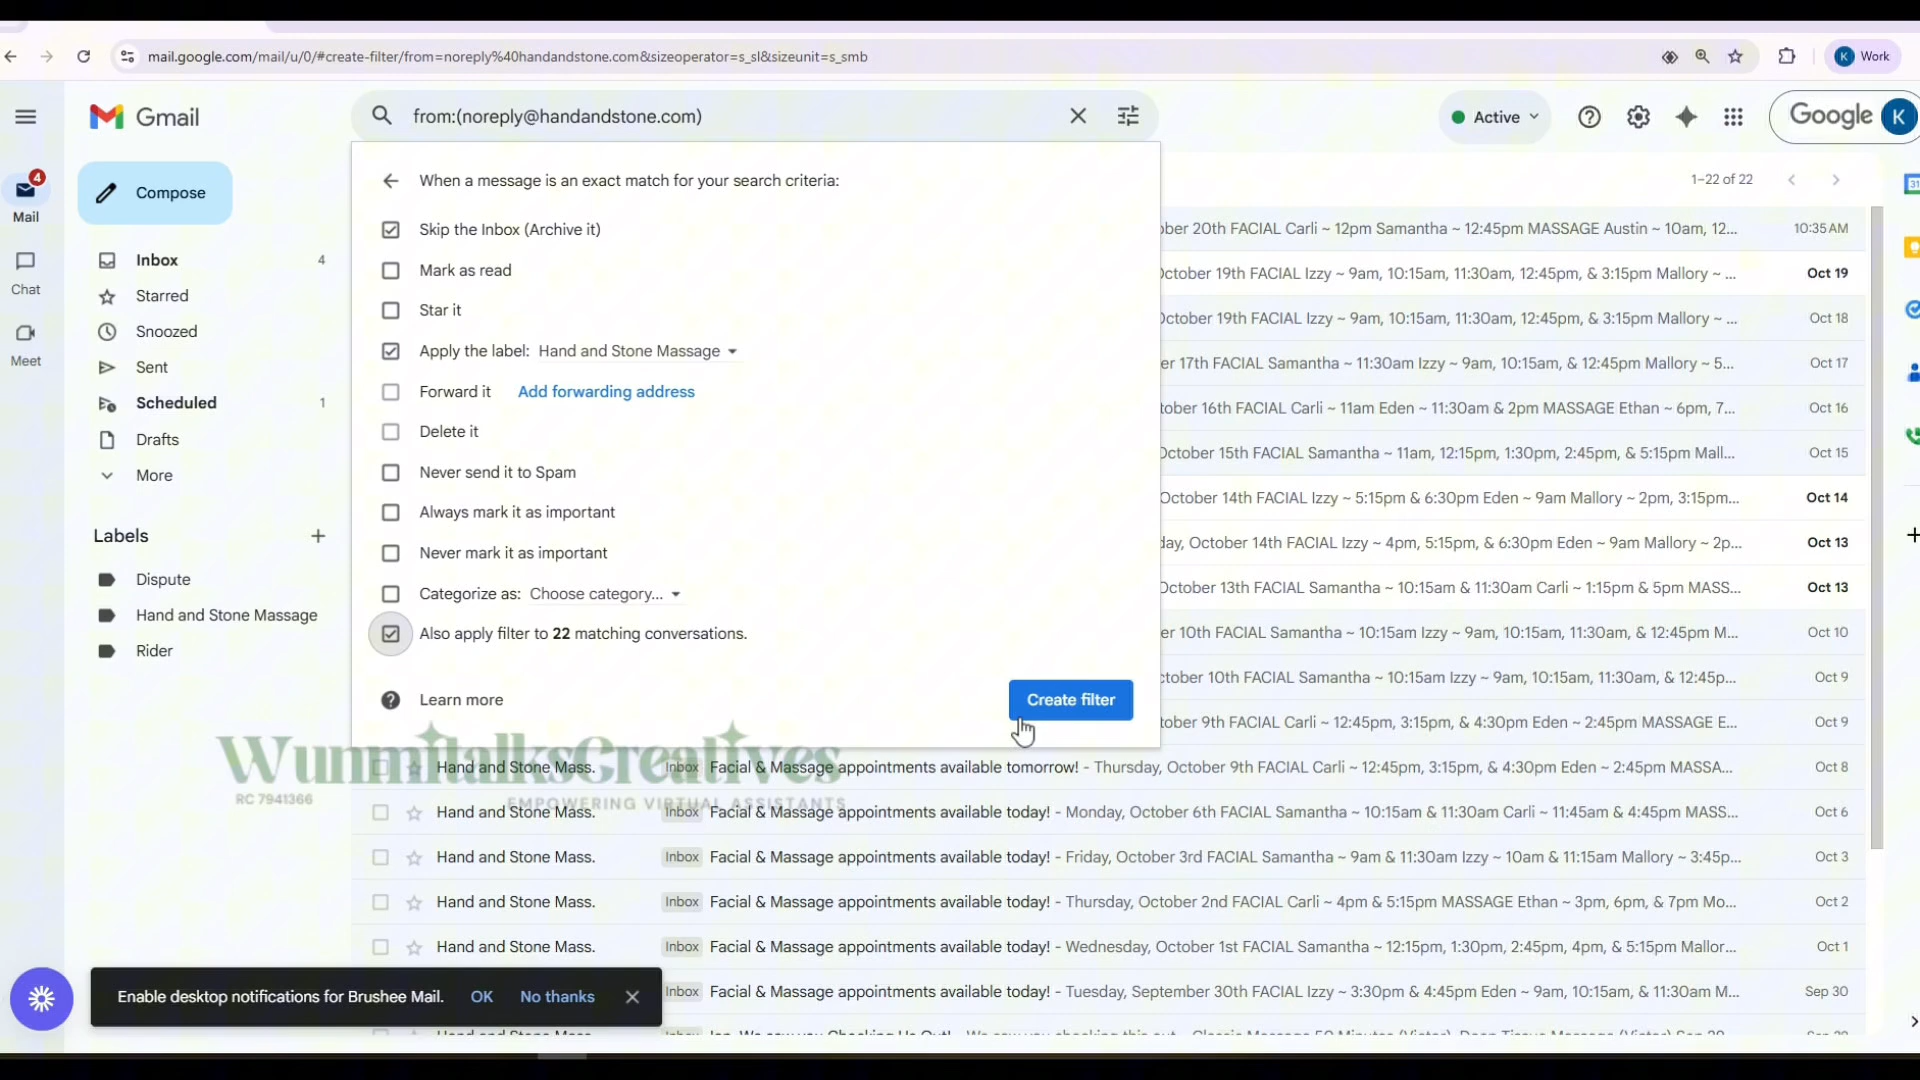 mail.google.com/mail/u/0/#create-filter/from=noreply%40handandstone.com&sizeoperator=s_sl&sizeunit=s_smb
K Work
Gmail
from:(noreply@handandstone.com)
Active
Google K
4
Mail
Chat
Meet
Compose
Inbox 4
Starred
Snoozed
Sent
Scheduled 1
Drafts
More
Labels
Dispute
Hand and Stone Massage
Rider
When a message is an exact match for your search criteria:
Skip the Inbox (Archive it)
Mark as read
Star it
Apply the label: Hand and Stone Massage
Forward it Add forwarding address
Delete it
Never send it to Spam
Always mark it as important
Never mark it as important
Categorize as: Choose category...
Also apply filter to 22 matching conversations.
Learn more
Create filter
1–22 of 22
31
20th FACIAL Carli ~ 12pm Samantha ~ 12:45pm MASSAGE Austin ~ 10am, 12... 10:35 AM
October 19th FACIAL Izzy ~ 9am, 10:15am, 11:30am, 12:45pm, & 3:15pm Mallory ~ ... Oct 19
October 19th FACIAL Izzy ~ 9am, 10:15am, 11:30am, 12:45pm, & 3:15pm Mallory ~ ... Oct 18
17th FACIAL Samantha ~ 11:30am Izzy ~ 9am, 10:15am, & 12:45pm Mallory ~ 5... Oct 17
16th FACIAL Carli ~ 11am Eden ~ 11:30am & 2pm MASSAGE Ethan ~ 6pm, 7... Oct 16
October 15th FACIAL Samantha ~ 11am, 12:15pm, 1:30pm, 2:45pm, & 5:15pm Mall... Oct 15
October 14th FACIAL Izzy ~ 5:15pm & 6:30pm Eden ~ 9am Mallory ~ 2pm, 3:15pm... Oct 14
October 14th FACIAL Izzy ~ 4pm, 5:15pm, & 6:30pm Eden ~ 9am Mallory ~ 2p... Oct 13
October 13th FACIAL Samantha ~ 10:15am & 11:30am Carli ~ 1:15pm & 5pm MASS... Oct 13
10th FACIAL Samantha ~ 10:15am Izzy ~ 9am, 10:15am, 11:30am, & 12:45pm M... Oct 10
10th FACIAL Samantha ~ 10:15am Izzy ~ 9am, 10:15am, 11:30am, & 12:45p... Oct 9
9th FACIAL Carli ~ 12:45pm, 3:15pm, & 4:30pm Eden ~ 2:45pm MASSAGE E... Oct 9
Hand and Stone Mass. Inbox Facial & Massage appointments available tomorrow! - Thursday, October 9th FACIAL Carli ~ 12:45pm, 3:15pm, & 4:30pm Eden ~ 2:45pm MASSA... Oct 8
Hand and Stone Mass. Inbox Facial & Massage appointments available today! - Monday, October 6th FACIAL Samantha ~ 10:15am & 11:30am Carli ~ 11:45am & 4:45pm MASS... Oct 6
Hand and Stone Mass. Inbox Facial & Massage appointments available today! - Friday, October 3rd FACIAL Samantha ~ 9am & 11:30am Izzy ~ 10am & 11:15am Mallory ~ 3:45p... Oct 3
Hand and Stone Mass. Inbox Facial & Massage appointments available today! - Thursday, October 2nd FACIAL Carli ~ 4pm & 5:15pm MASSAGE Ethan ~ 3pm, 6pm, & 7pm Mo... Oct 2
Hand and Stone Mass. Inbox Facial & Massage appointments available today! - Wednesday, October 1st FACIAL Samantha ~ 12:15pm, 1:30pm, 2:45pm, 4pm, & 5:15pm Mallor... Oct 1
Inbox Facial & Massage appointments available today! - Tuesday, September 30th FACIAL Izzy ~ 3:30pm & 4:45pm Eden ~ 9am, 10:15am, & 11:30am M... Sep 30
WunmitalksCreatives
RC 7941366
EMPOWERING VIRTUAL ASSISTANTS
Enable desktop notifications for Brushee Mail. OK No thanks